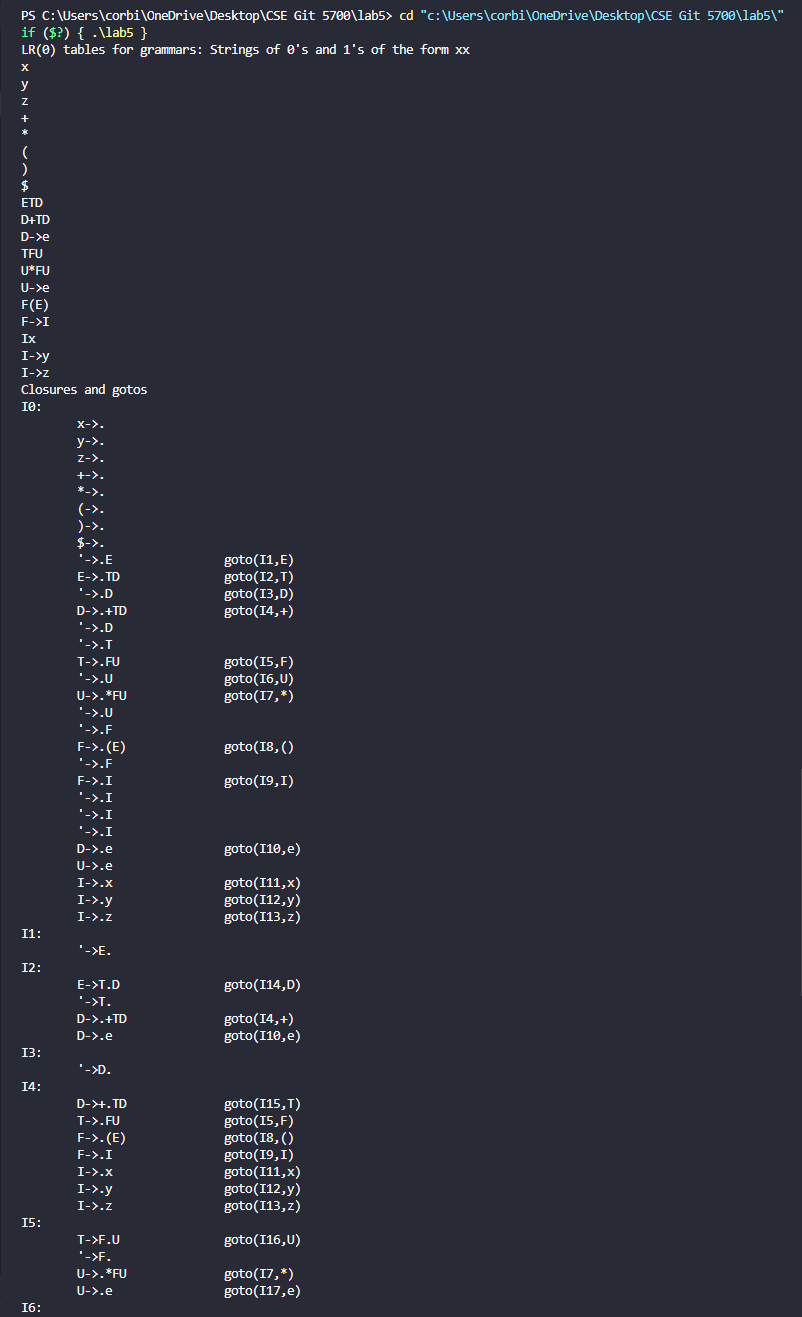 PS C:\Users\corbi\OneDrive\Desktop\CSE Git 5700\lab5> cd "c:\Users\corbi\OneDrive\Desktop\CSE Git 5700\lab5\"
if ($?) { .\lab5 }
LR(0) tables for grammars: Strings of 0's and 1's of the form xx
x
y
z
+
*
(
)
$
ETD
D+TD
D->e
TFU
U*FU
U->e
F(E)
F->I
Ix
I->y
I->z
Closures and gotos
I0:
x->.
y->.
z->.
+->.
*->.
(->.
)->.
$->.
'->.E goto(I1,E)
E->.TD goto(I2,T)
'->.D goto(I3,D)
D->.+TD goto(I4,+)
'->.D
'->.T
T->.FU goto(I5,F)
'->.U goto(I6,U)
U->.*FU goto(I7,*)
'->.U
'->.F
F->.(E) goto(I8,()
'->.F
F->.I goto(I9,I)
'->.I
'->.I
'->.I
D->.e goto(I10,e)
U->.e
I->.x goto(I11,x)
I->.y goto(I12,y)
I->.z goto(I13,z)
I1:
'->E.
I2:
E->T.D goto(I14,D)
'->T.
D->.+TD goto(I4,+)
D->.e goto(I10,e)
I3:
'->D.
I4:
D->+.TD goto(I15,T)
T->.FU goto(I5,F)
F->.(E) goto(I8,()
F->.I goto(I9,I)
I->.x goto(I11,x)
I->.y goto(I12,y)
I->.z goto(I13,z)
I5:
T->F.U goto(I16,U)
'->F.
U->.*FU goto(I7,*)
U->.e goto(I17,e)
I6: